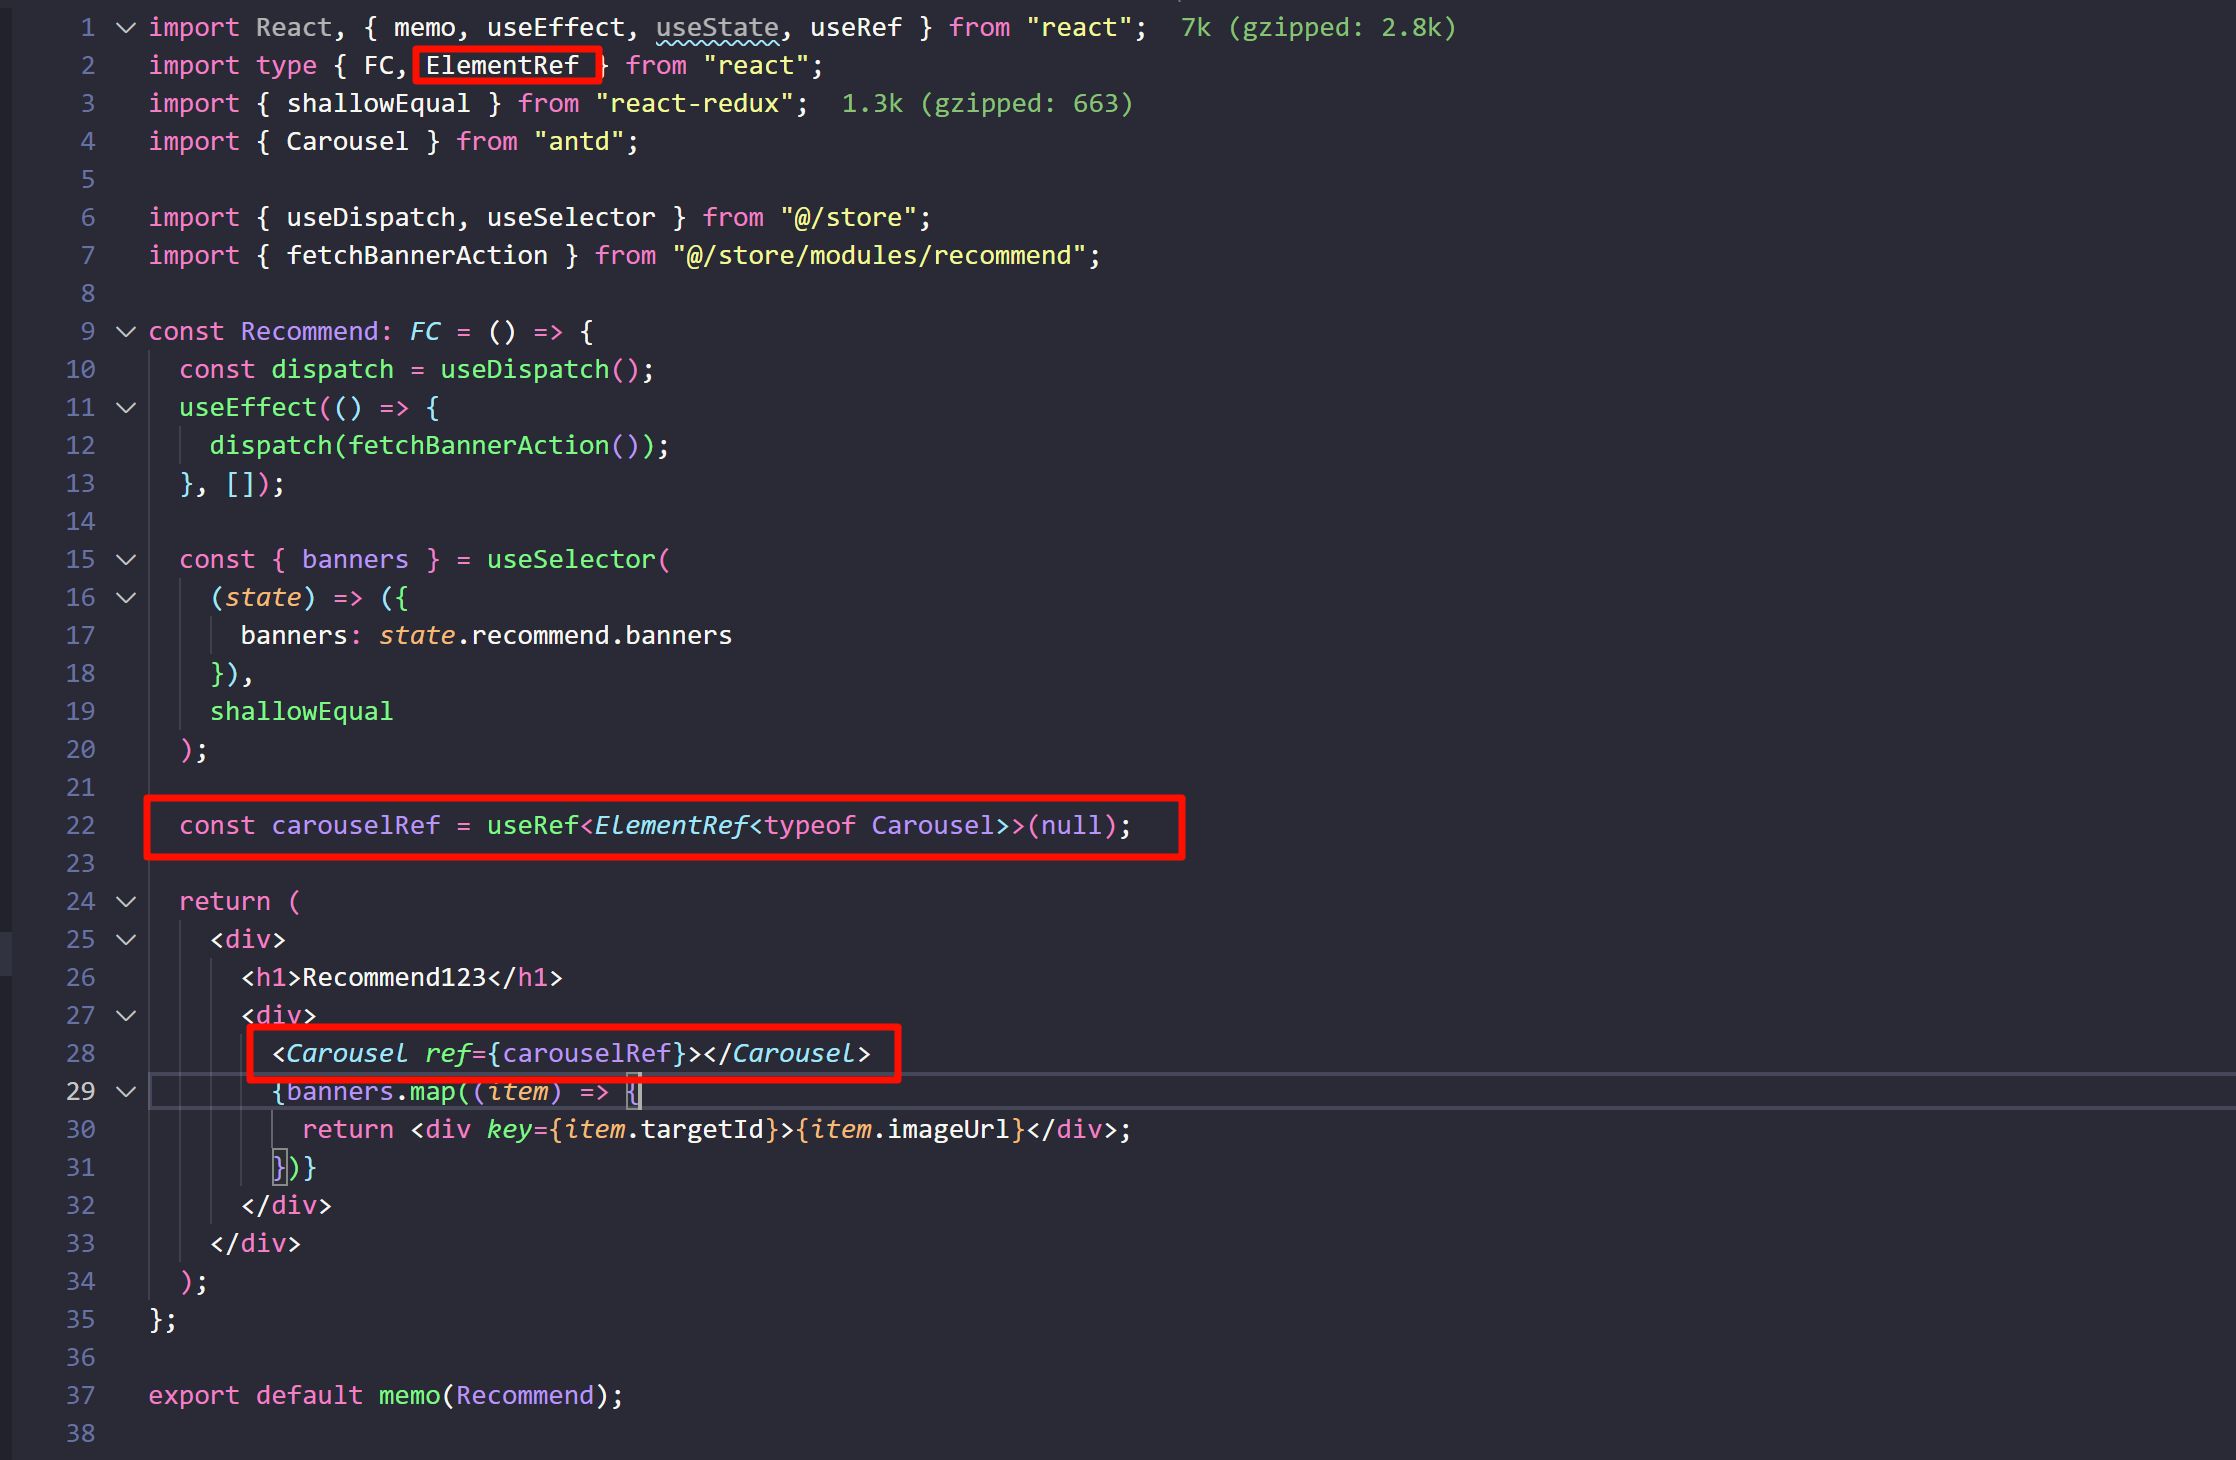 1 import React, { memo, useEffect, useState, useRef } from "react"; 7k (gzipped: 2.8k)
2 import type { FC, ElementRef } from "react";
3 import { shallowEqual } from "react-redux"; 1.3k (gzipped: 663)
4 import { Carousel } from "antd";
5
6 import { useDispatch, useSelector } from "@/store";
7 import { fetchBannerAction } from "@/store/modules/recommend";
8
9 const Recommend: FC = () => {
10 const dispatch = useDispatch();
11 useEffect(() => {
12 dispatch(fetchBannerAction());
13 }, []);
14
15 const { banners } = useSelector(
16 (state) => ({
17 banners: state.recommend.banners
18 }),
19 shallowEqual
20 );
21
22 const carouselRef = useRef<ElementRef<typeof Carousel>>(null);
23
24 return (
25 <div>
26 <h1>Recommend123</h1>
27 <div>
28 <Carousel ref={carouselRef}></Carousel>
29 {banners.map((item) => {
30 return <div key={item.targetId}>{item.imageUrl}</div>;
31 })}
32 </div>
33 </div>
34 );
35 };
36
37 export default memo(Recommend);
38